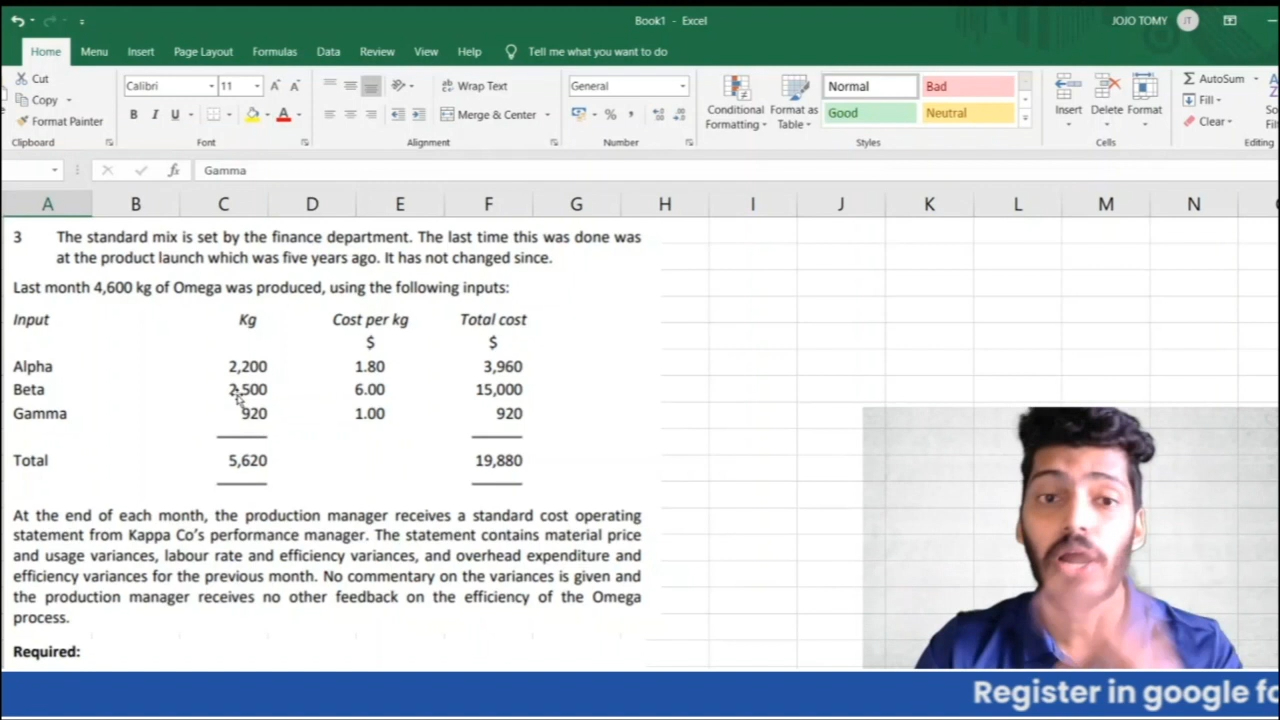 Book1 - Excel
JOJO TOMY
JT
Home
Menu
Insert
Page Layout
Formulas
Data
Review
View
Help
Tell me what you want to do
Cut
Copy
Format Painter
Clipboard
Calibri
11
B
I
U
Font
Wrap Text
Merge & Center
Alignment
General
%
Number
Conditional
Formatting
Format as
Table
Normal
Bad
Good
Neutral
Styles
Insert
Delete
Format
Cells
AutoSum
Fill
Clear
Editing
fx
Gamma
A B C D E F G H I J K L M N
3 The standard mix is set by the finance department. The last time this was done was
at the product launch which was five years ago. It has not changed since.
Last month 4,600 kg of Omega was produced, using the following inputs:
Input Kg Cost per kg Total cost
$ $
Alpha 2,200 1.80 3,960
Beta 2,500 6.00 15,000
Gamma 920 1.00 920
Total 5,620 19,880
At the end of each month, the production manager receives a standard cost operating
statement from Kappa Co's performance manager. The statement contains material price
and usage variances, labour rate and efficiency variances, and overhead expenditure and
efficiency variances for the previous month. No commentary on the variances is given and
the production manager receives no other feedback on the efficiency of the Omega
process.
Required:
Register in google fo